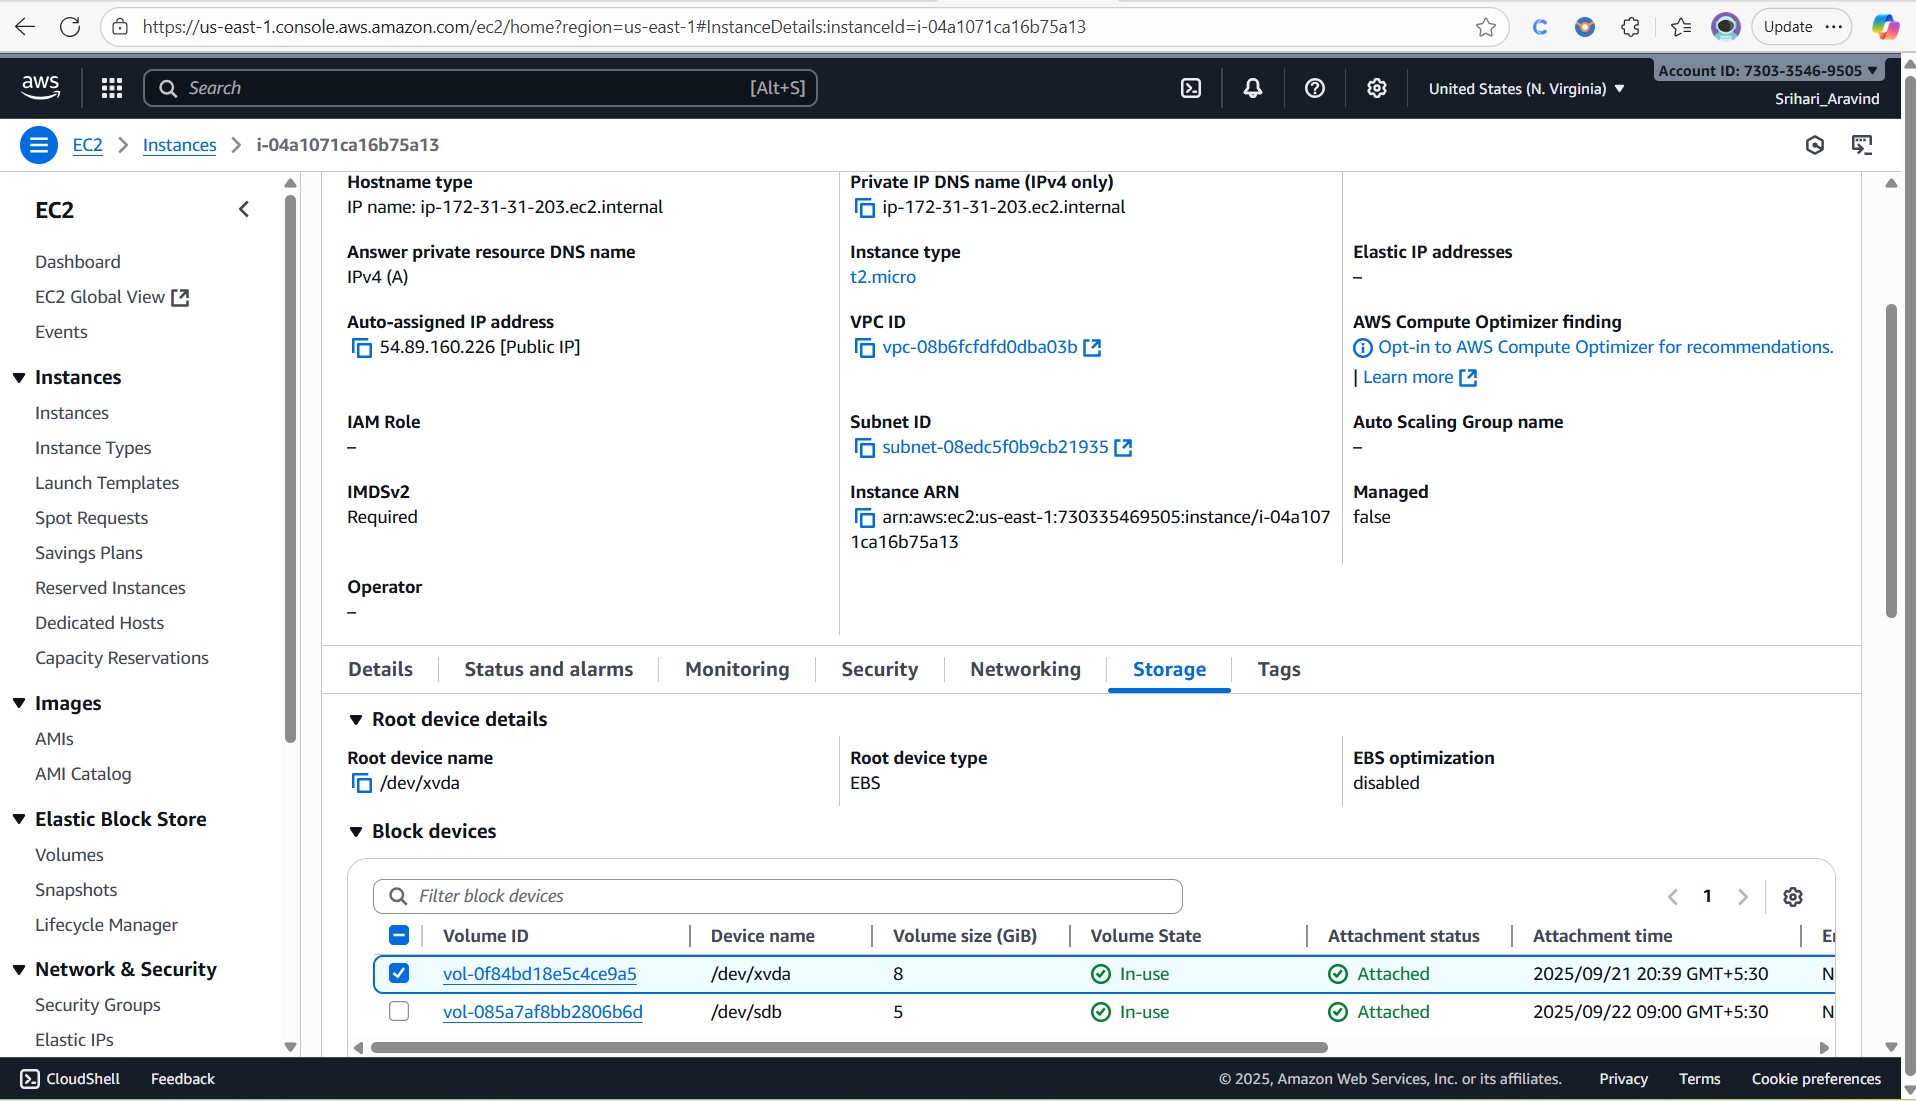 https://us-east-1.console.aws.amazon.com/ec2/home?region=us-east-1#InstanceDetails:instanceId=i-04a1071ca16b75a13
Update
aws
Search
[Alt+S]
United States (N. Virginia)
Account ID: 7303-3546-9505
Srihari_Aravind
EC2
Instances
i-04a1071ca16b75a13
EC2
Dashboard
EC2 Global View
Events
Instances
Instances
Instance Types
Launch Templates
Spot Requests
Savings Plans
Reserved Instances
Dedicated Hosts
Capacity Reservations
Images
AMIs
AMI Catalog
Elastic Block Store
Volumes
Snapshots
Lifecycle Manager
Network & Security
Security Groups
Elastic IPs
Hostname type
IP name: ip-172-31-31-203.ec2.internal
Private IP DNS name (IPv4 only)
ip-172-31-31-203.ec2.internal
Answer private resource DNS name
IPv4 (A)
Instance type
t2.micro
Elastic IP addresses
–
Auto-assigned IP address
54.89.160.226 [Public IP]
VPC ID
vpc-08b6fcfdfd0dba03b
AWS Compute Optimizer finding
Opt-in to AWS Compute Optimizer for recommendations.
| Learn more
IAM Role
–
Subnet ID
subnet-08edc5f0b9cb21935
Auto Scaling Group name
–
IMDSv2
Required
Instance ARN
arn:aws:ec2:us-east-1:730335469505:instance/i-04a107
1ca16b75a13
Managed
false
Operator
–
Details
Status and alarms
Monitoring
Security
Networking
Storage
Tags
Root device details
Root device name
/dev/xvda
Root device type
EBS
EBS optimization
disabled
Block devices
Filter block devices
1
Volume ID Device name Volume size (GiB) Volume State Attachment status Attachment time
vol-0f84bd18e5c4ce9a5 /dev/xvda 8 In-use Attached 2025/09/21 20:39 GMT+5:30 N
vol-085a7af8bb2806b6d /dev/sdb 5 In-use Attached 2025/09/22 09:00 GMT+5:30 N
CloudShell
Feedback
© 2025, Amazon Web Services, Inc. or its affiliates.
Privacy
Terms
Cookie preferences